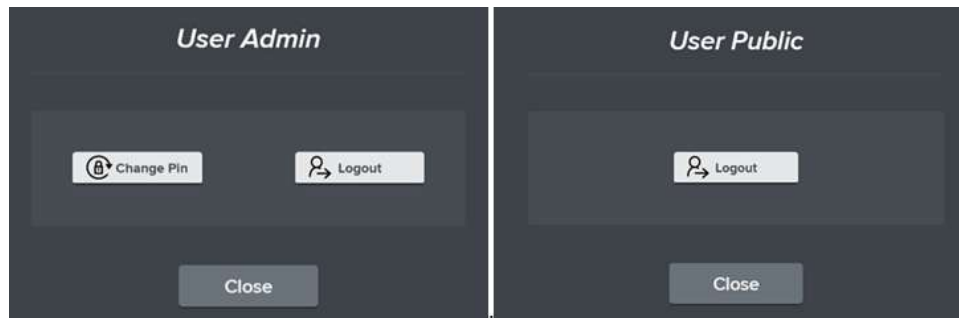 User Admin
Change Pin
Logout
Close
User Public
Logout
Close